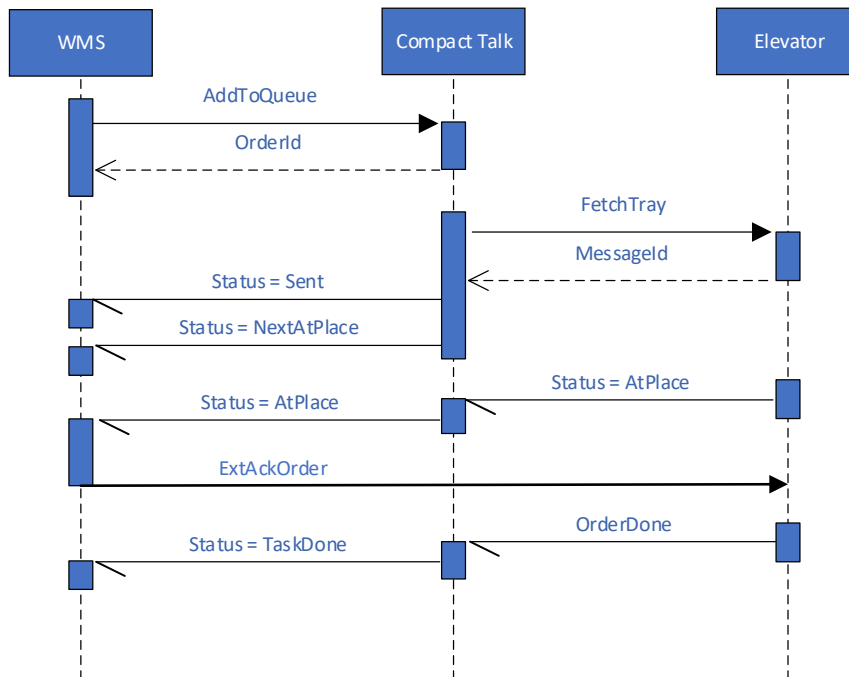 WMS
Compact Talk
Elevator
AddToQueue
OrderId
FetchTray
MessageId
Status = Sent
Status = NextAtPlace
Status = AtPlace
Status = AtPlace
ExtAckOrder
OrderDone
Status = TaskDone